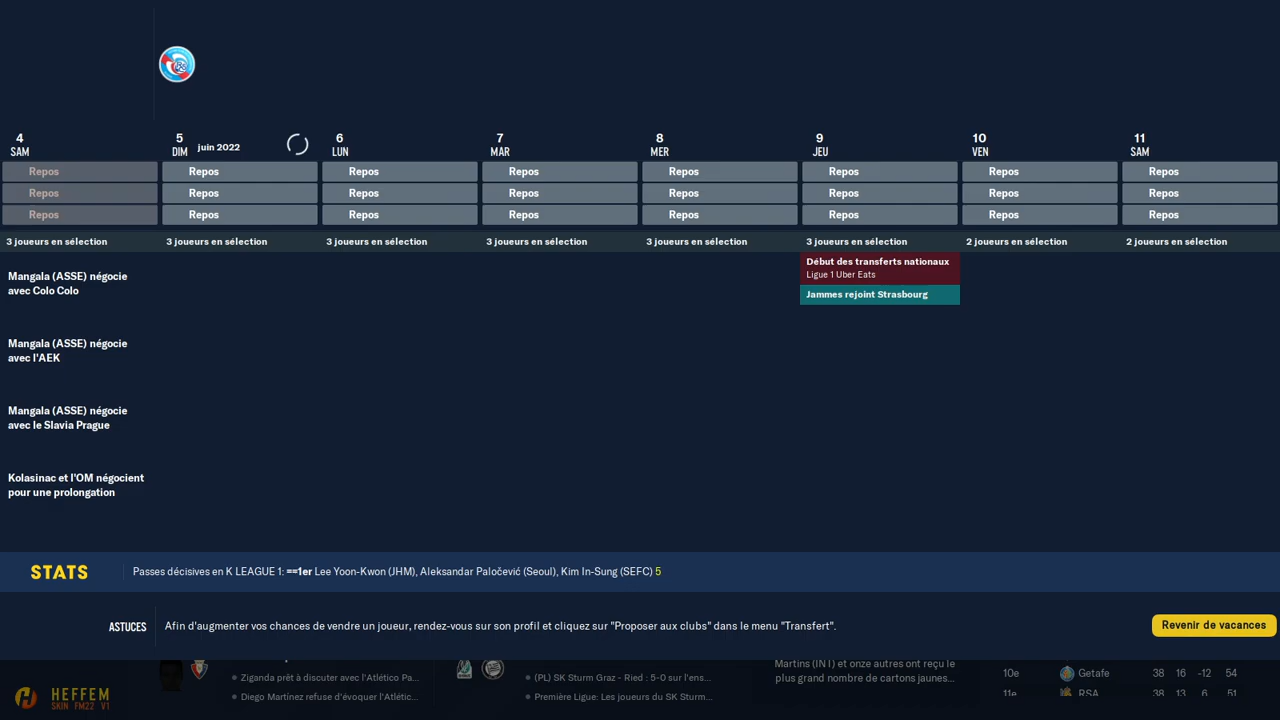 4
SAM
5
DIM
juin 2022
6
LUN
7
MAR
8
MER
9
JEU
10
VEN
11
SAM
Repos Repos Repos Repos Repos Repos Repos Repos
Repos Repos Repos Repos Repos Repos Repos Repos
Repos Repos Repos Repos Repos Repos Repos Repos
3 joueurs en sélection 3 joueurs en sélection 3 joueurs en sélection 3 joueurs en sélection 3 joueurs en sélection 3 joueurs en sélection 2 joueurs en sélection 2 joueurs en sélection
Mangala (ASSE) négocie
avec Colo Colo
Mangala (ASSE) négocie
avec l'AEK
Mangala (ASSE) négocie
avec le Slavia Prague
Kolasinac et l'OM négocient
pour une prolongation
Début des transferts nationaux
Ligue 1 Uber Eats
Jammes rejoint Strasbourg
STATS
Passes décisives en K LEAGUE 1: ==1er Lee Yoon-Kwon (JHM), Aleksandar Paločević (Seoul), Kim In-Sung (SEFC) 5
ASTUCES
Afin d'augmenter vos chances de vendre un joueur, rendez-vous sur son profil et cliquez sur "Proposer aux clubs" dans le menu "Transfert".
Revenir de vacances
Ziganda prêt à discuter avec l'Atlético Pa...
Diego Martínez refuse d'évoquer l'Atlétic...
(PL) SK Sturm Graz - Ried : 5-0 sur l'ens...
Première Ligue: Les joueurs du SK Sturm...
Martins (INT) et onze autres ont reçu le
plus grand nombre de cartons jaunes...
10e Getafe 38 16 -12 54
11e RSA 38 13 6 51
HEFFEM
SKIN FM22 V1